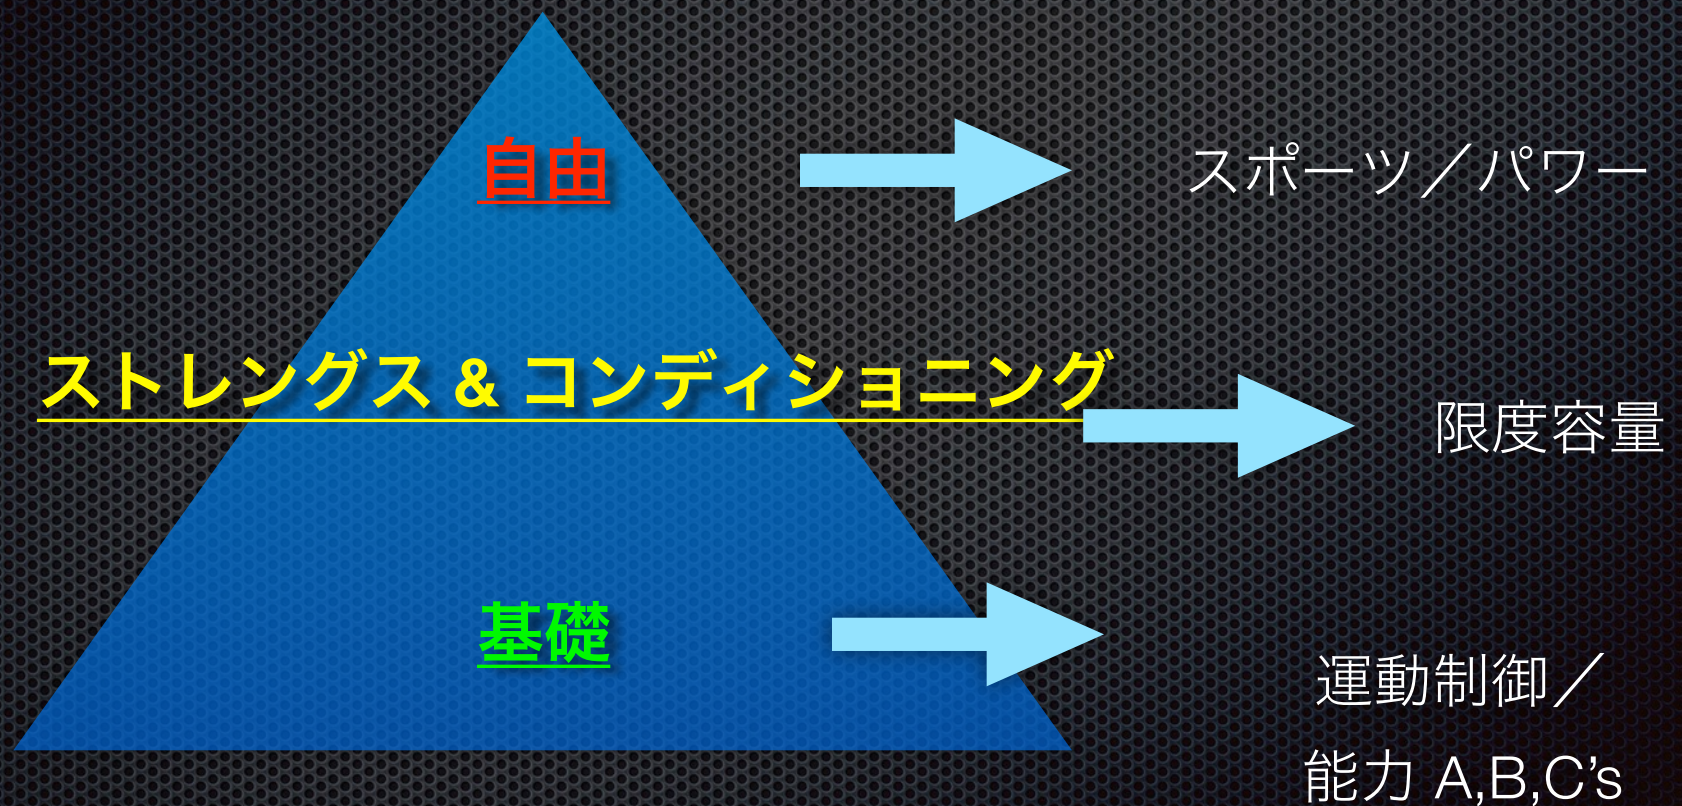 自由
スポーツ／パワー
ストレングス & コンディショニング
限度容量
基礎
運動制御／
能力 A,B,C’s